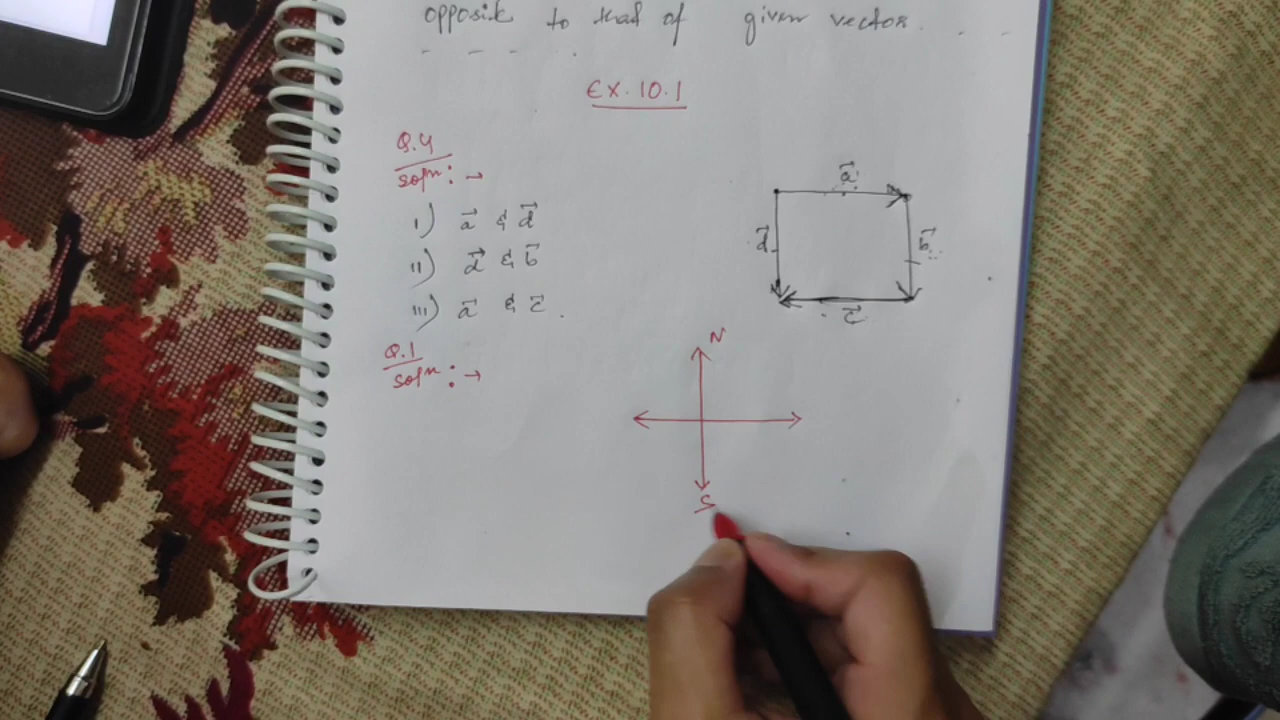 opposite to that of given vector. . .
- - - - .
Ex. 10.1
Q.4
Soln : →
i) a⃗ & d⃗
ii) d⃗ & b⃗
iii) a⃗ & c⃗ .
a⃗
d⃗
b⃗
c⃗
Q.1
Soln : →
N
S